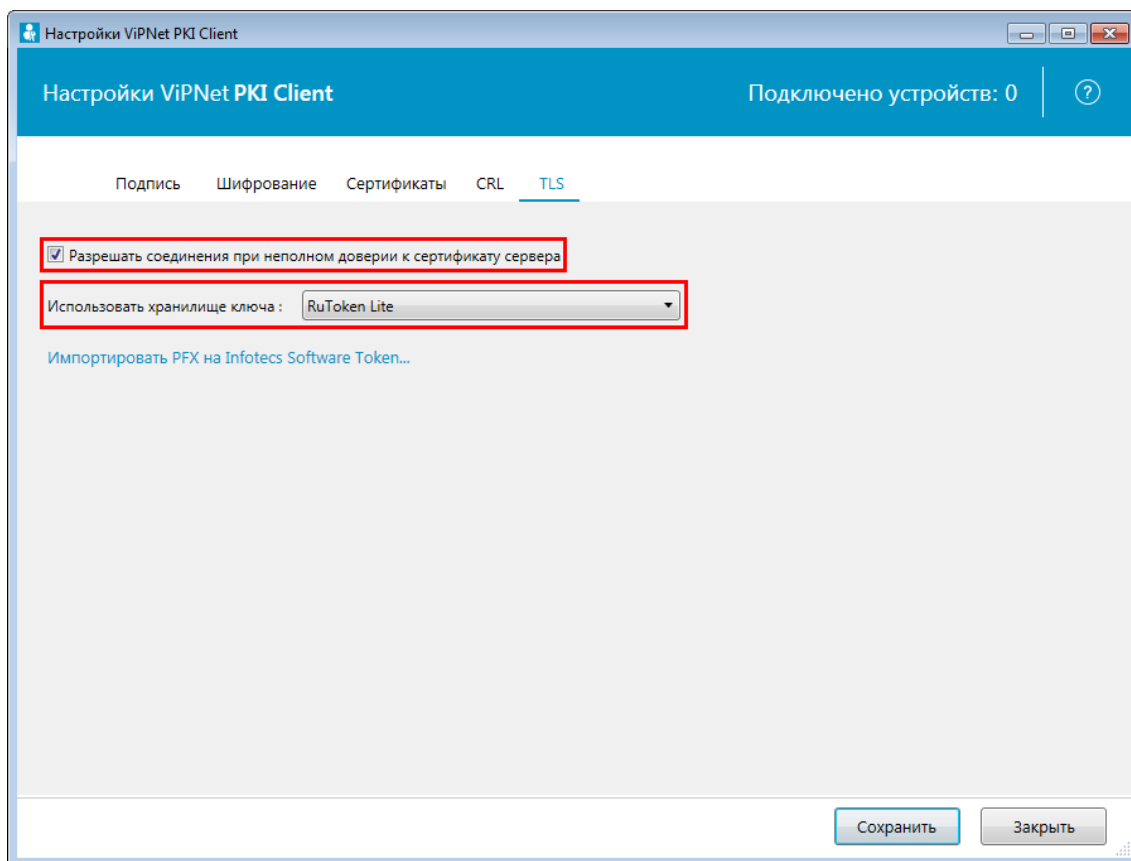 Настройки ViPNet PKI Client
Настройки ViPNet PKI Client
Подключено устройств: 0
?
Подпись Шифрование Сертификаты CRL TLS
Разрешать соединения при неполном доверии к сертификату сервера
Использовать хранилище ключа : RuToken Lite
Импортировать PFX на Infotecs Software Token...
Сохранить Закрыть